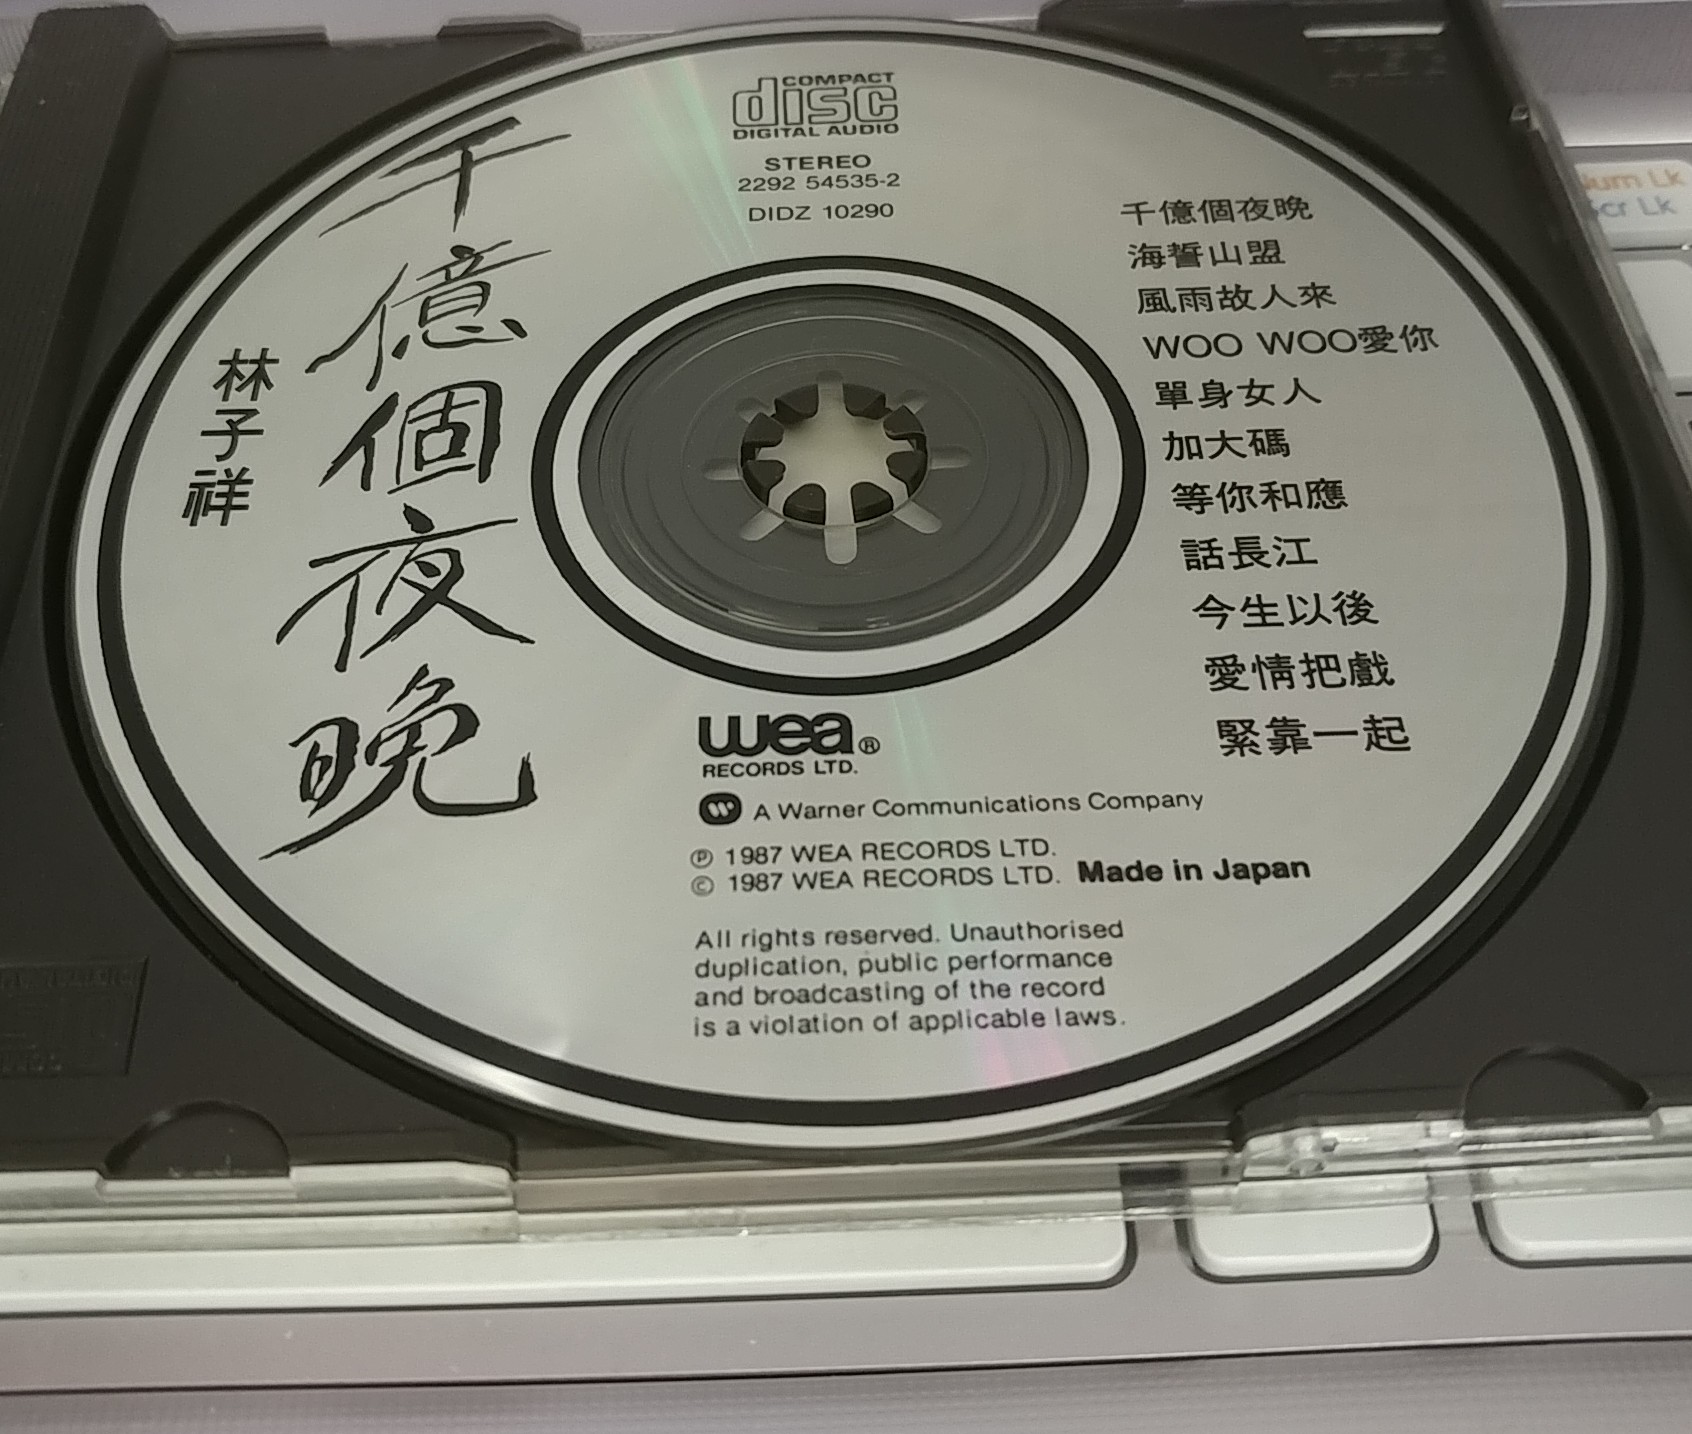 千億個夜晚
林子祥
COMPACT
disc
DIGITAL AUDIO
STEREO
2292 54535-2
DIDZ 10290
千億個夜晚
海誓山盟
風雨故人來
WOO WOO愛你
單身女人
加大碼
等你和應
話長江
今生以後
愛情把戲
緊靠一起
wea®
RECORDS LTD.
A Warner Communications Company
Ⓟ 1987 WEA RECORDS LTD.
© 1987 WEA RECORDS LTD. Made in Japan
All rights reserved. Unauthorised
duplication, public performance
and broadcasting of the record
is a violation of applicable laws.
Num Lk
Scr Lk